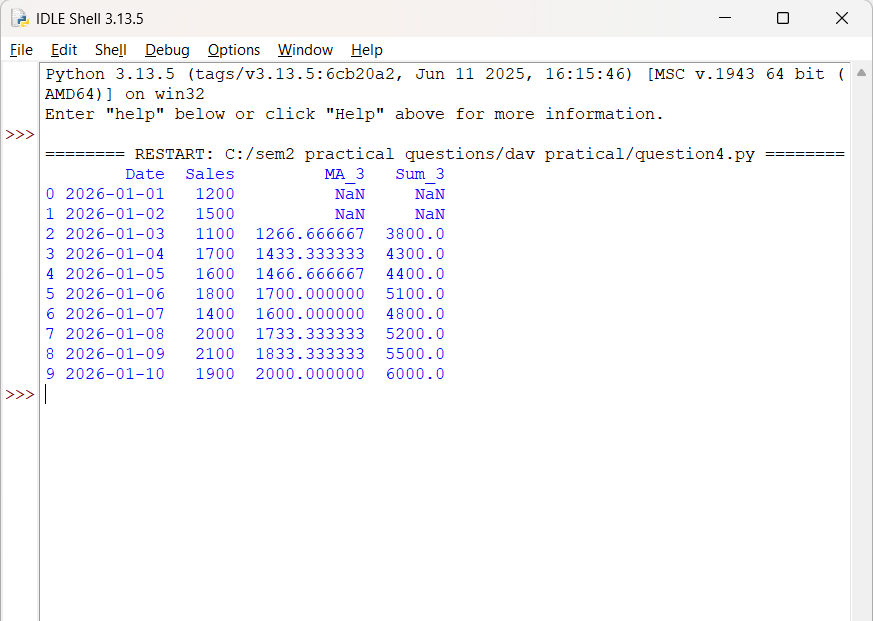 IDLE Shell 3.13.5
File Edit Shell Debug Options Window Help
Python 3.13.5 (tags/v3.13.5:6cb20a2, Jun 11 2025, 16:15:46) [MSC v.1943 64 bit (
AMD64)] on win32
Enter "help" below or click "Help" above for more information.
>>>
======== RESTART: C:/sem2 practical questions/dav pratical/question4.py ========
        Date  Sales         MA_3   Sum_3
0 2026-01-01   1200          NaN     NaN
1 2026-01-02   1500          NaN     NaN
2 2026-01-03   1100  1266.666667  3800.0
3 2026-01-04   1700  1433.333333  4300.0
4 2026-01-05   1600  1466.666667  4400.0
5 2026-01-06   1800  1700.000000  5100.0
6 2026-01-07   1400  1600.000000  4800.0
7 2026-01-08   2000  1733.333333  5200.0
8 2026-01-09   2100  1833.333333  5500.0
9 2026-01-10   1900  2000.000000  6000.0
>>>